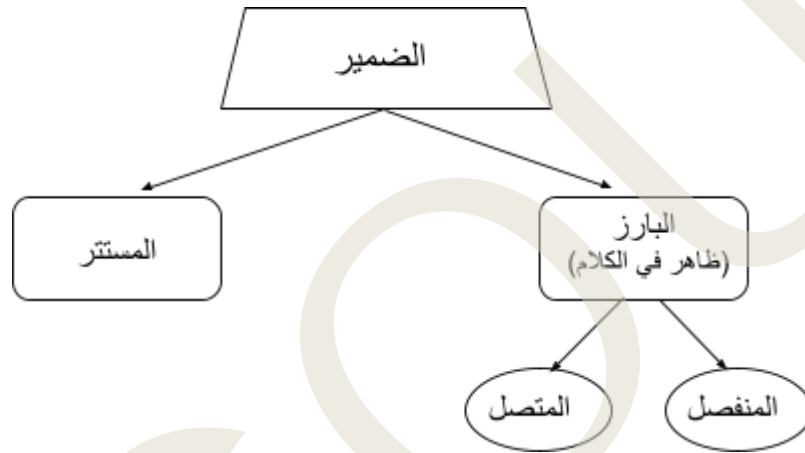 الضمير
البارز
(ظاهر في الكلام)
المستتر
المنفصل
المتصل